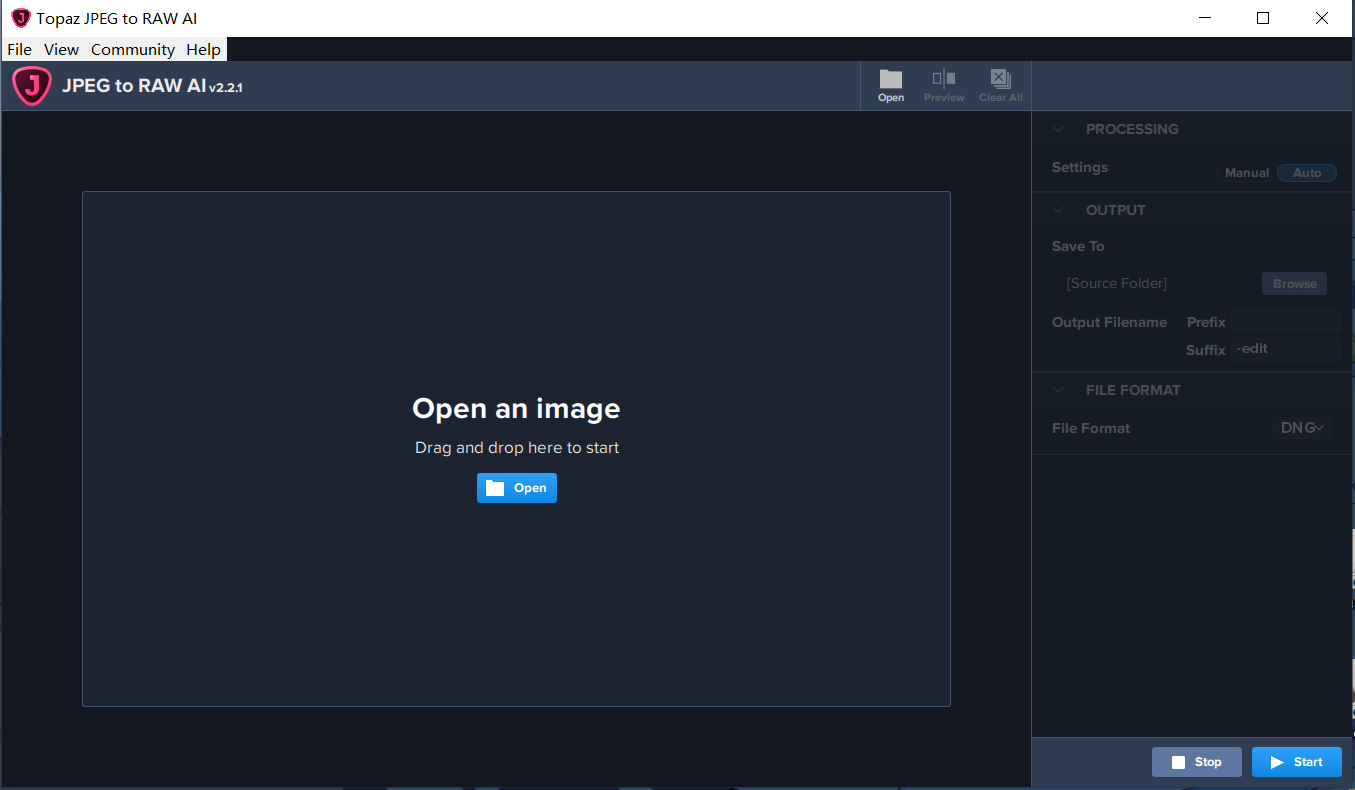 Topaz JPEG to RAW AI
File View Community Help
JPEG to RAW AI v2.2.1
Open Preview Clear All
PROCESSING
Settings Manual Auto
OUTPUT
Save To
[Source Folder] Browse
Output Filename Prefix
Suffix -edit
FILE FORMAT
File Format DNG
Open an image
Drag and drop here to start
Open
Stop Start